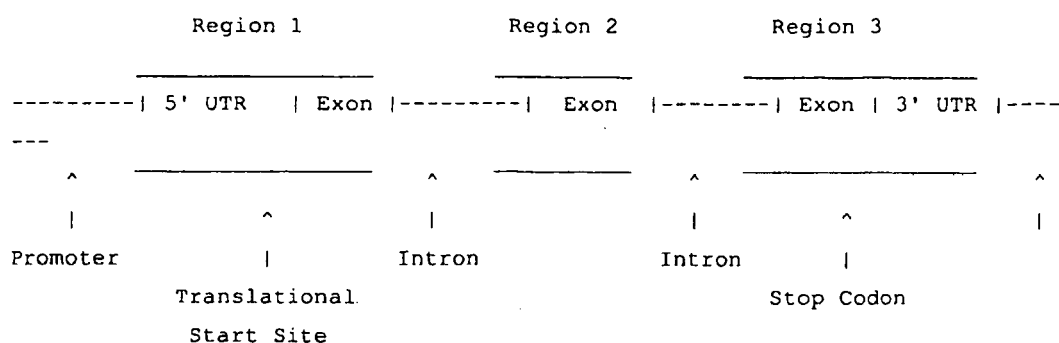 Region 1 Region 2 Region 3
---------| 5' UTR | Exon |---------| Exon |--------| Exon | 3' UTR |----
---
^ ^ ^ ^
| ^ | | ^ |
Promoter | Intron Intron |
Translational Stop Codon
Start Site